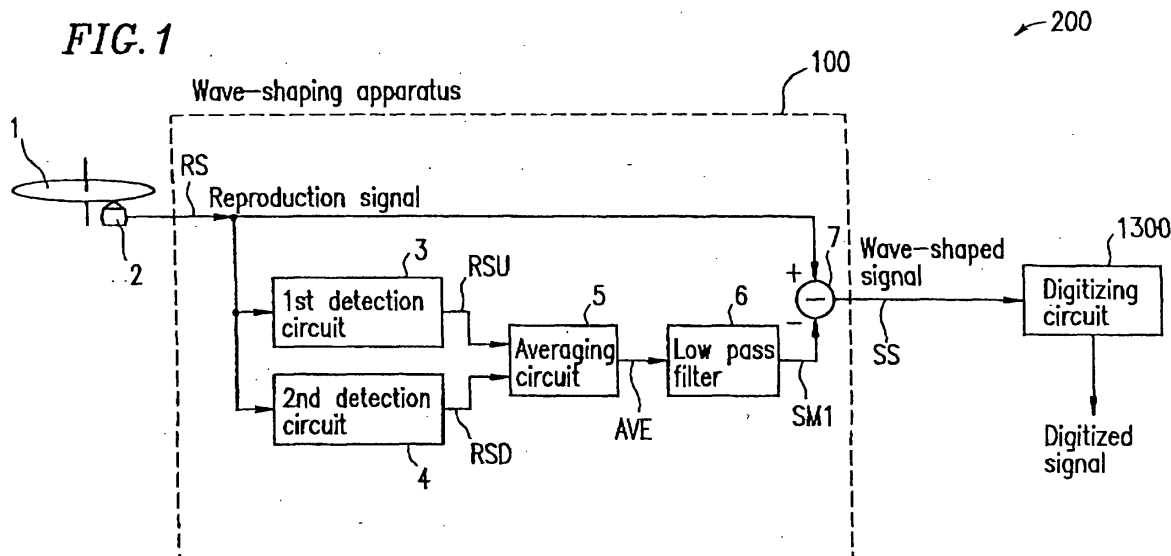 FIG. 1
200
Wave-shaping apparatus
100
1
RS
Reproduction signal
2
3
1st detection
circuit
RSU
5
6
7
+
−
−
Wave-shaped
signal
1300
Digitizing
circuit
Averaging
circuit
Low pass
filter
SS
2nd detection
circuit
RSD
AVE
SM1
4
Digitized
signal